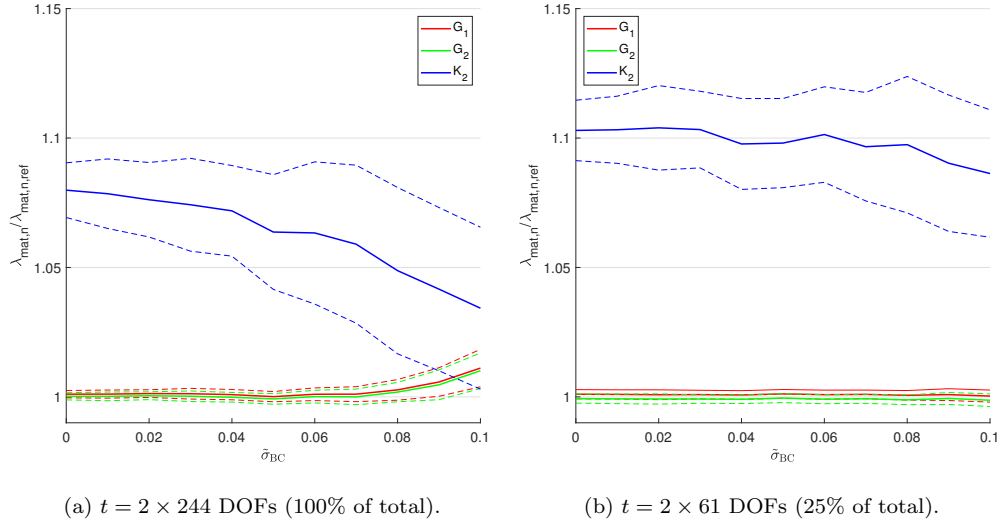 1.15
1.10
1.05
1
λmat,n/λmat,n,ref
G1
G2
K2
0 0.02 0.04 0.06 0.08 0.1
σ̃BC
(a) t = 2 × 244 DOFs (100% of total).
1.15
1.10
1.05
1
λmat,n/λmat,n,ref
G1
G2
K2
0 0.02 0.04 0.06 0.08 0.1
σ̃BC
(b) t = 2 × 61 DOFs (25% of total).